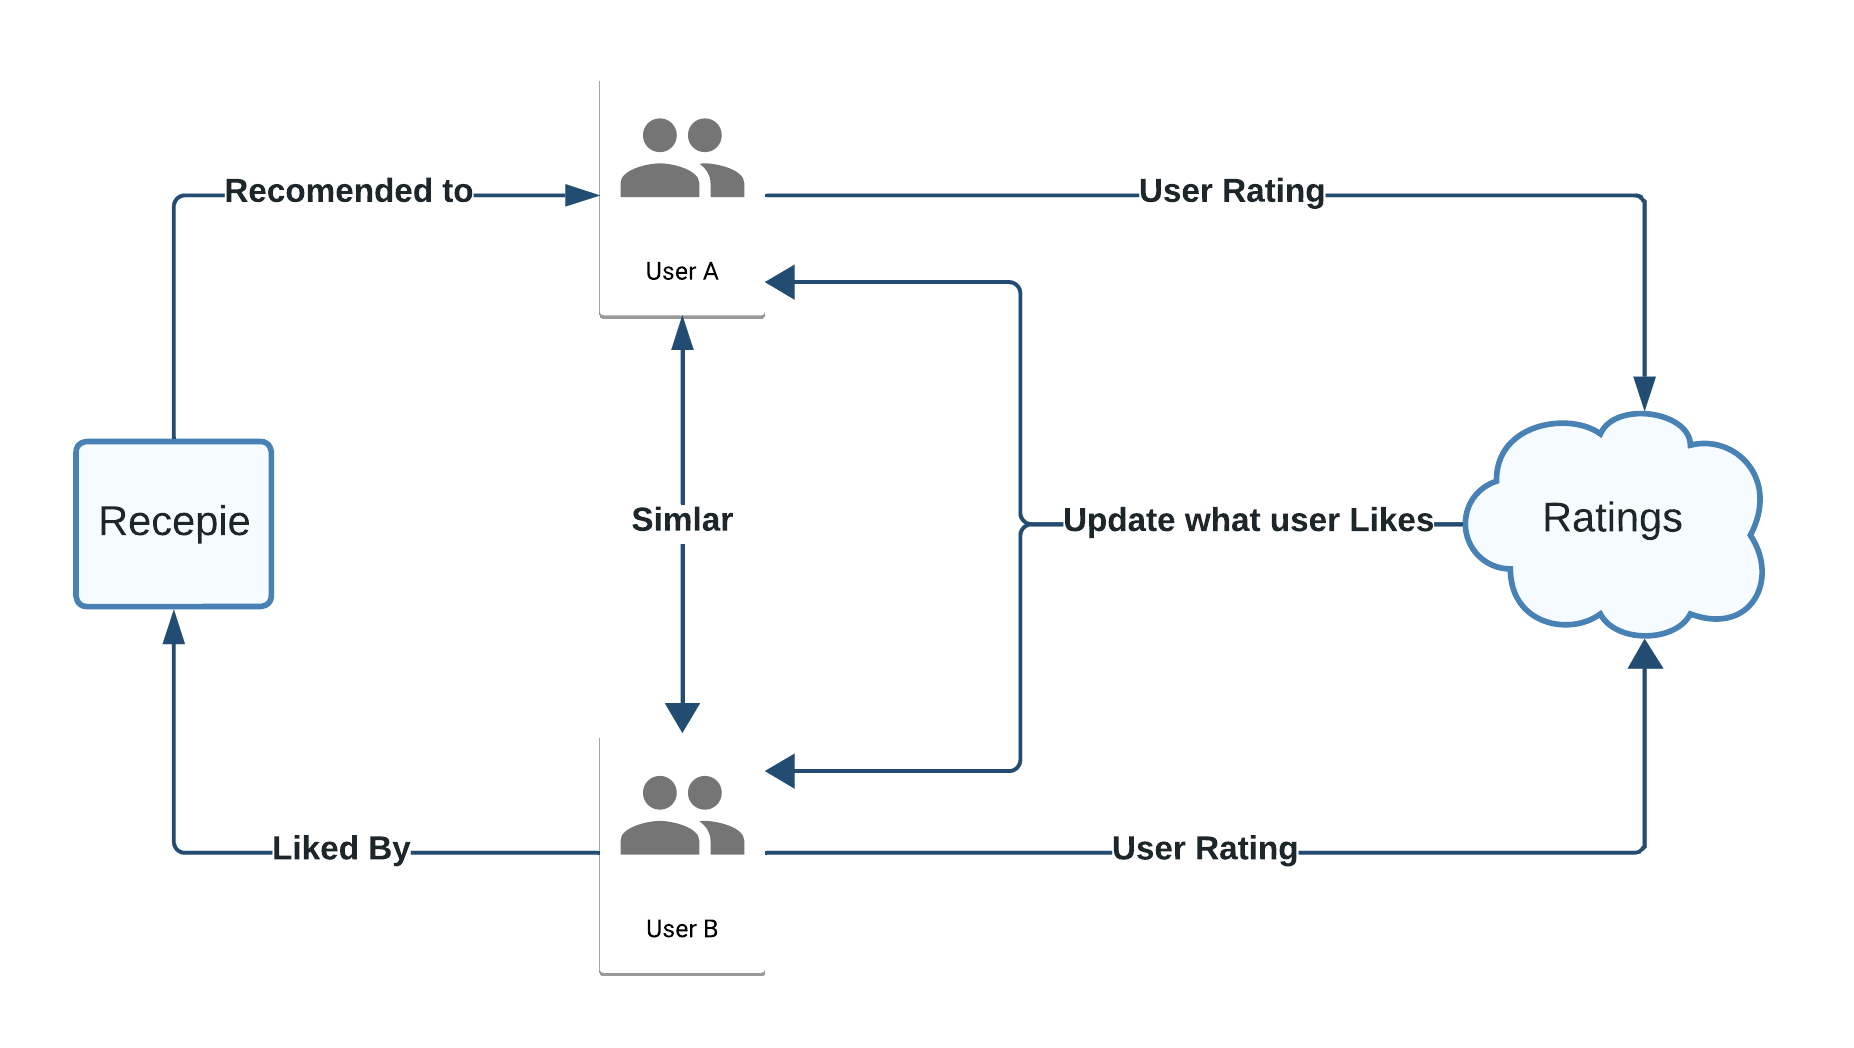 Recomended to
User Rating
User A
Recepie
Simlar
Update what user Likes
Ratings
Liked By
User Rating
User B